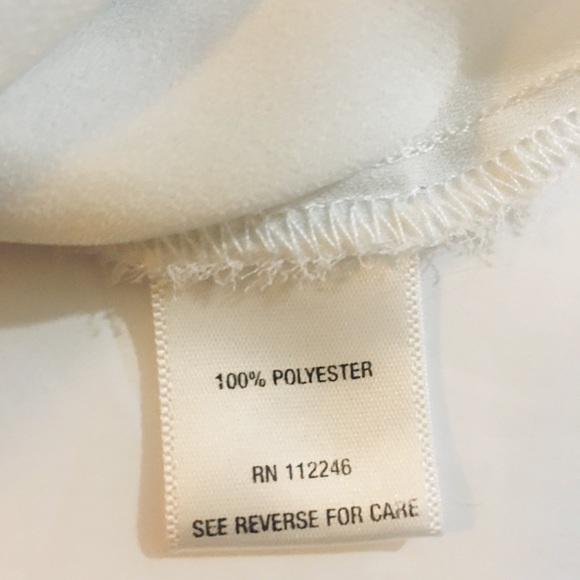 100% POLYESTER
RN 112246
SEE REVERSE FOR CARE